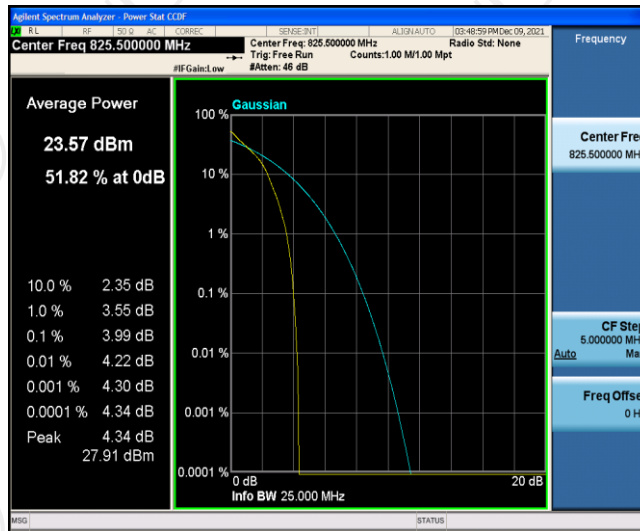 Agilent Spectrum Analyzer - Power Stat CCDF
RL RF 50 Ω AC CORREC SENSE:INT ALIGNAUTO 03:48:59 PM Dec 09, 2021
Center Freq 825.500000 MHz
Center Freq: 825.500000 MHz Radio Std: None
Trig: Free Run Counts:1.00 M/1.00 Mpt
#IFGain:Low #Atten: 46 dB
Frequency
Average Power
23.57 dBm
51.82 % at 0dB
10.0 % 2.35 dB
1.0 % 3.55 dB
0.1 % 3.99 dB
0.01 % 4.22 dB
0.001 % 4.30 dB
0.0001 % 4.34 dB
Peak 4.34 dB
27.91 dBm
Gaussian
100 %
10 %
1 %
0.1 %
0.01 %
0.001 %
0.0001 %
0 dB 20 dB
Info BW 25.000 MHz
Center Fre
825.500000 MH
CF Step
5.000000 MH
Auto Ma
Freq Offse
0 H
MSG STATUS